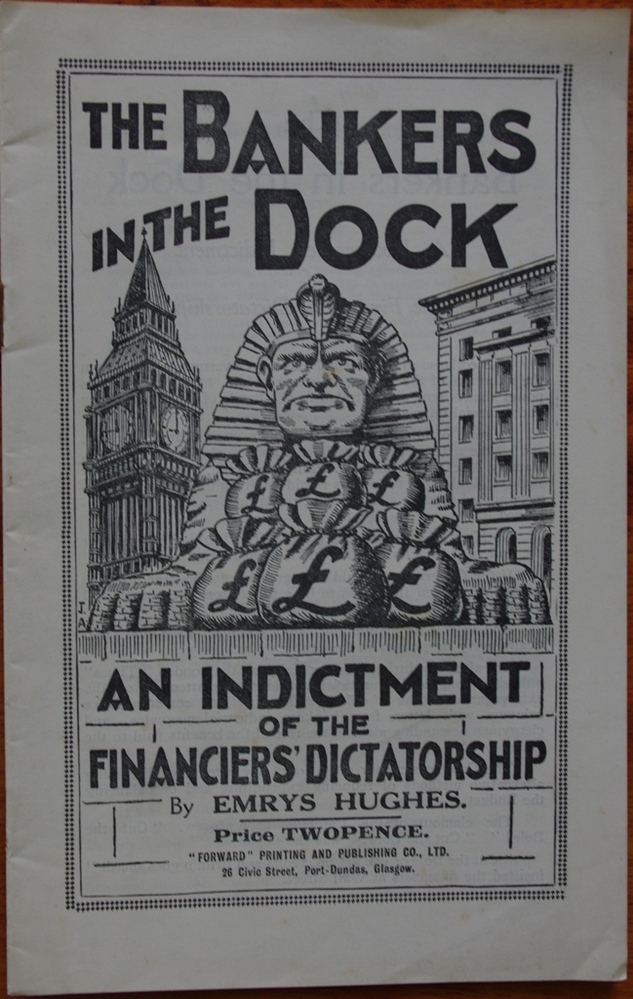 THE BANKERS
IN THE DOCK
£ £ £
£ £ £
J.
A.
AN INDICTMENT
OF THE
FINANCIERS' DICTATORSHIP
By EMRYS HUGHES.
Price TWOPENCE.
"FORWARD" PRINTING AND PUBLISHING CO., LTD.
26 Civic Street, Port-Dundas, Glasgow.